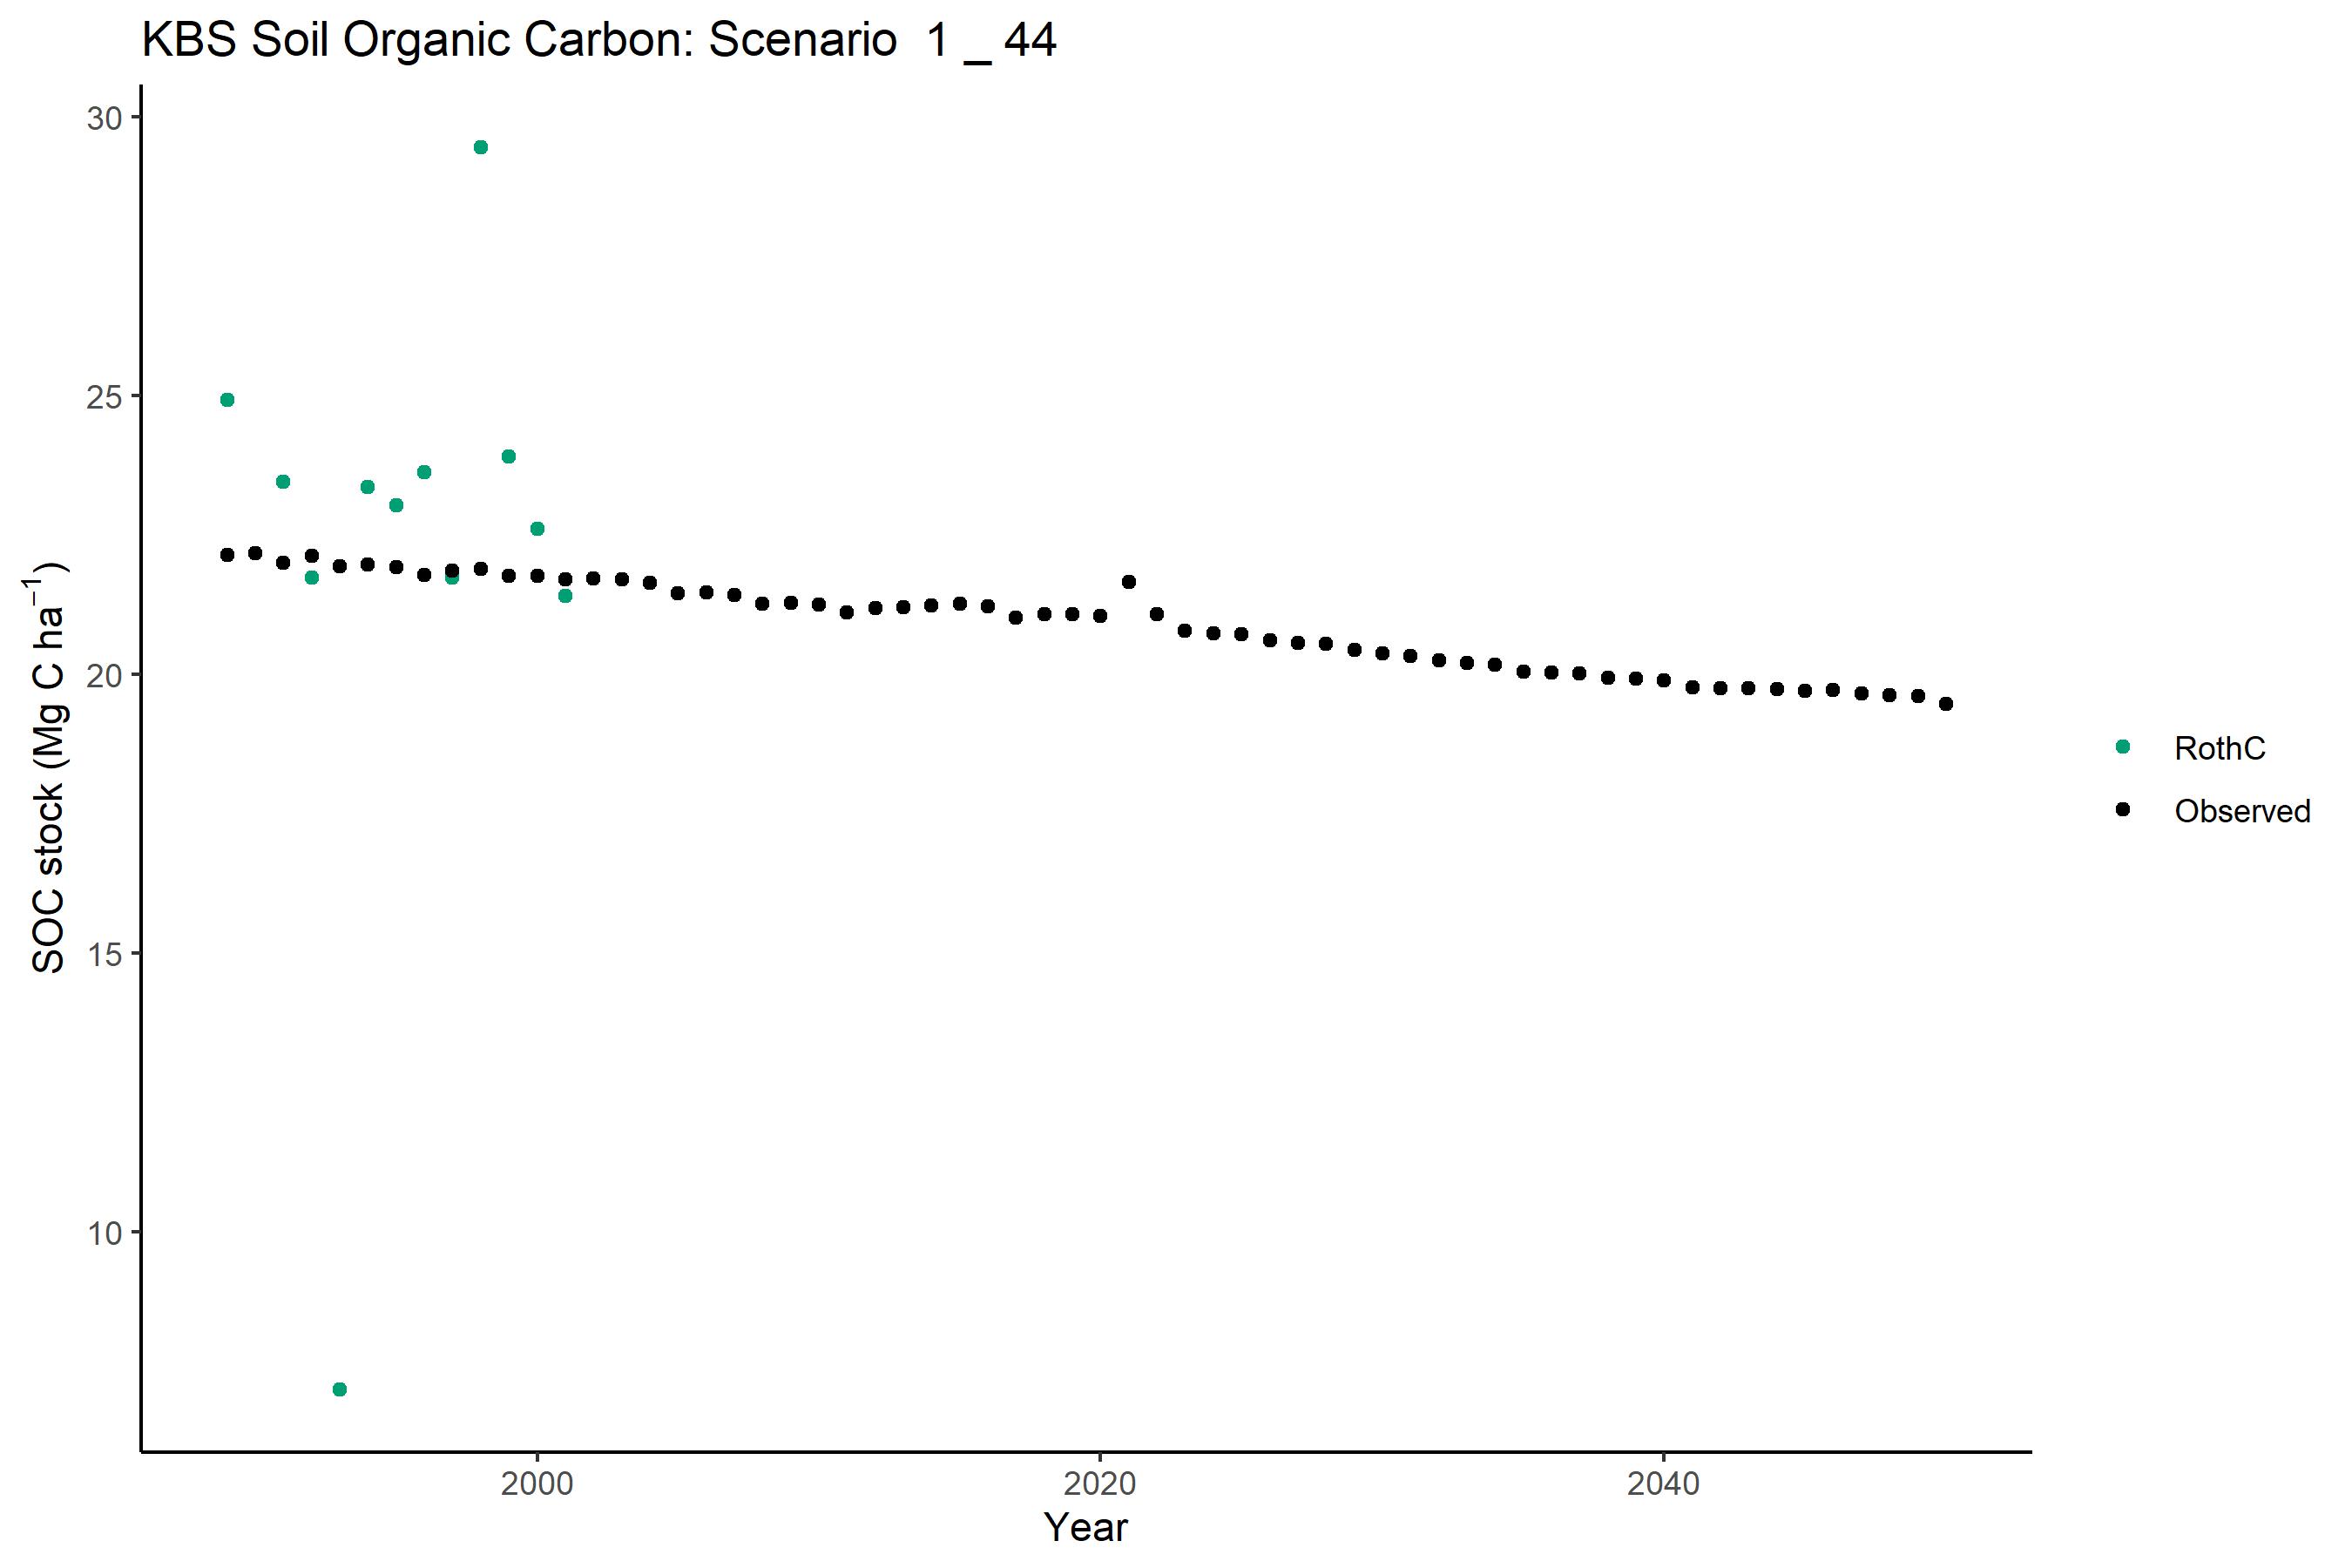 KBS Soil Organic Carbon: Scenario  1 _ 44
30
25
20
15
10
SOC stock (Mg C ha⁻¹)
2000
2020
2040
Year
RothC
Observed